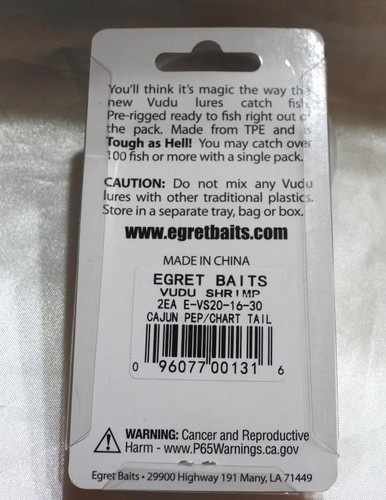 You'll think it's magic the way the
new Vudu lures catch fish.
Pre-rigged ready to fish right out of
the pack. Made from TPE and is
Tough as Hell! You may catch over
100 fish or more with a single pack.
CAUTION: Do not mix any Vudu
lures with other traditional plastics.
Store in a separate tray, bag or box.
www.egretbaits.com
MADE IN CHINA
EGRET BAITS
VUDU SHRIMP
2EA E-VS20-16-30
CAJUN PEP/CHART TAIL
0 96077 00131 6
WARNING: Cancer and Reproductive
Harm - www.P65Warnings.ca.gov
Egret Baits • 29900 Highway 191 Many, LA 71449